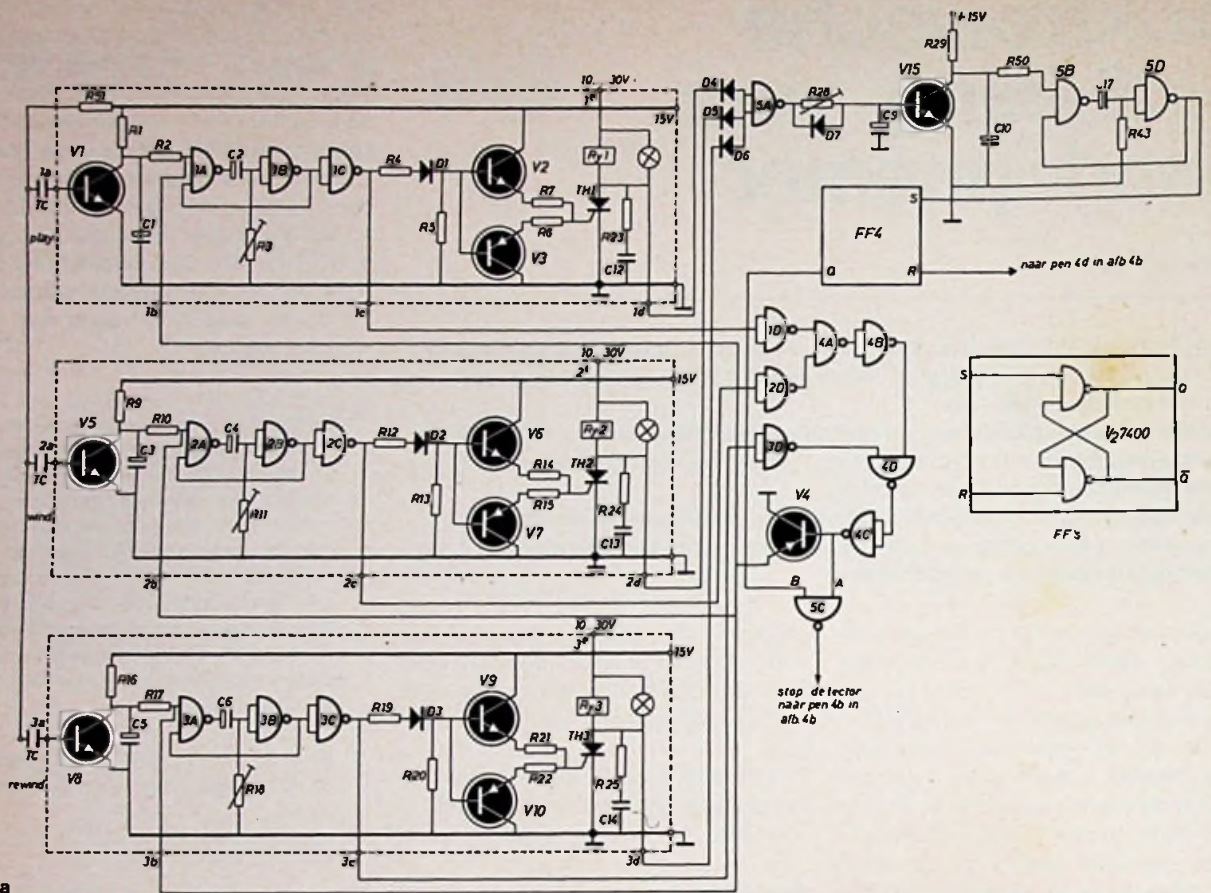 +15V
R29
V15
R50
5B
C17
5D
R43
C10
R51
10..30V
1e
15V
D4
D5
D6
5A
R28
D7
C9
R1
V1
R2
1A
C2
1B
1C
R4
D1
V2
Ry1
1a
TC
play
C1
R3
R5
R7
R6
V3
TH1
R23
C12
1b
1c
1d
S
FF4
Q
R
naar pen 4d in afb 4b
10..30V
15V
R9
V5
R10
2A
C4
2B
2C
R12
D2
V6
Ry2
2a
TC
wind
C3
R11
R13
R14
R15
V7
TH2
R24
C13
2b
2c
2d
1D
4A
4B
2D
3D
4D
V4
4C
B
A
5C
stop detector
naar pen 4b in
afb. 4b
S
Q
½7400
R
Q̅
FF's
10..30V
3e
15V
R16
R17
3A
C6
3B
3C
R19
D3
V9
Ry3
3a
TC
V8
rewind
C5
R18
R20
R21
R22
V10
TH3
R25
C14
3b
3c
3d
a